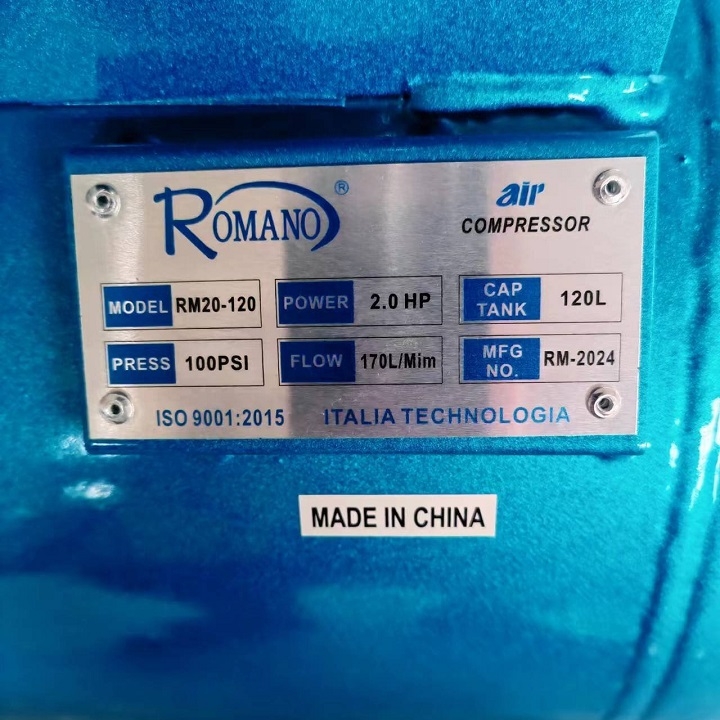 ROMANO®
air
COMPRESSOR
MODEL RM20-120
POWER 2.0 HP
CAP TANK 120L
PRESS 100PSI
FLOW 170L/Mim
MFG NO. RM-2024
ISO 9001:2015 ITALIA TECHNOLOGIA
MADE IN CHINA